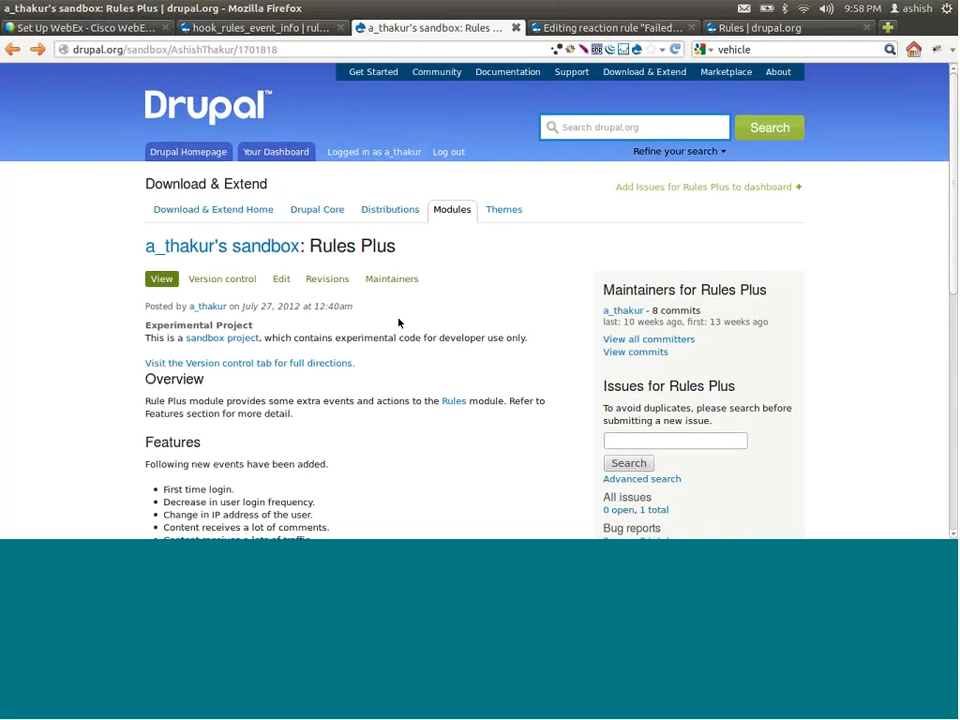 a_thakur's sandbox: Rules Plus | drupal.org - Mozilla Firefox
9:58 PM ashish
Set Up WebEx - Cisco WebE...
hook_rules_event_info | rul...
a_thakur's sandbox: Rules ...
Editing reaction rule "Failed...
Rules | drupal.org
drupal.org/sandbox/AshishThakur/1701818
vehicle
Get Started Community Documentation Support Download & Extend Marketplace About
Drupal™
Search drupal.org
Search
Refine your search
Drupal Homepage Your Dashboard Logged in as a_thakur Log out
Download & Extend
Add Issues for Rules Plus to dashboard +
Download & Extend Home Drupal Core Distributions Modules Themes
a_thakur's sandbox: Rules Plus
View Version control Edit Revisions Maintainers
Posted by a_thakur on July 27, 2012 at 12:40am
Experimental Project
This is a sandbox project, which contains experimental code for developer use only.
Visit the Version control tab for full directions.
Overview
Rule Plus module provides some extra events and actions to the Rules module. Refer to
Features section for more detail.
Features
Following new events have been added.
• First time login.
• Decrease in user login frequency.
• Change in IP address of the user.
• Content receives a lot of comments.
Maintainers for Rules Plus
a_thakur - 8 commits
last: 10 weeks ago, first: 13 weeks ago
View all committers
View commits
Issues for Rules Plus
To avoid duplicates, please search before
submitting a new issue.
Search
Advanced search
All issues
0 open, 1 total
Bug reports